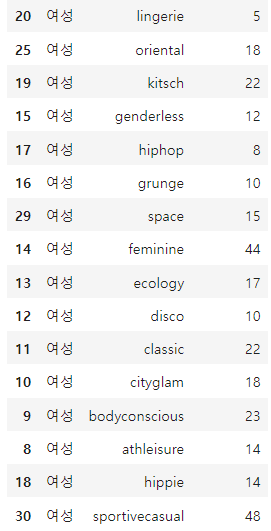 20 여성 lingerie 5
25 여성 oriental 18
19 여성 kitsch 22
15 여성 genderless 12
17 여성 hiphop 8
16 여성 grunge 10
29 여성 space 15
14 여성 feminine 44
13 여성 ecology 17
12 여성 disco 10
11 여성 classic 22
10 여성 cityglam 18
9 여성 bodyconscious 23
8 여성 athleisure 14
18 여성 hippie 14
30 여성 sportivecasual 48